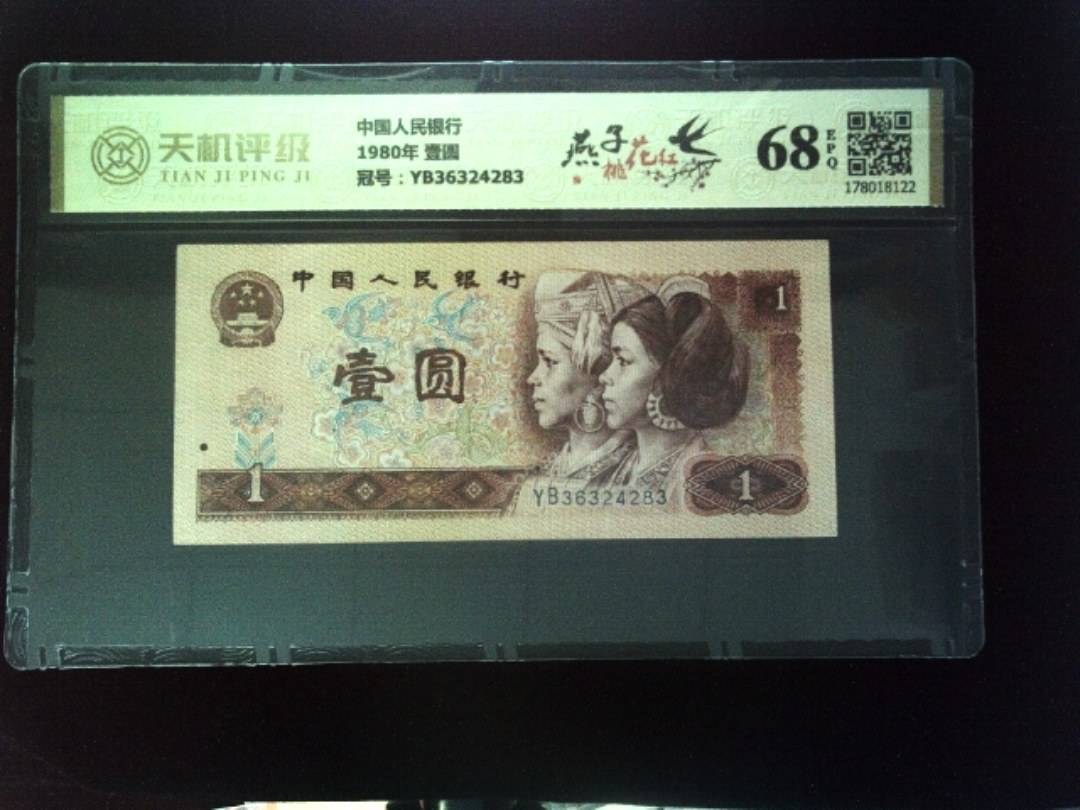 天机评级
TIAN JI PING JI
中国人民银行
1980年 壹圆
冠号：YB36324283
燕子
桃花红
68
EPQ
178018122
中国人民银行
1
壹圆
1
YB36324283
1